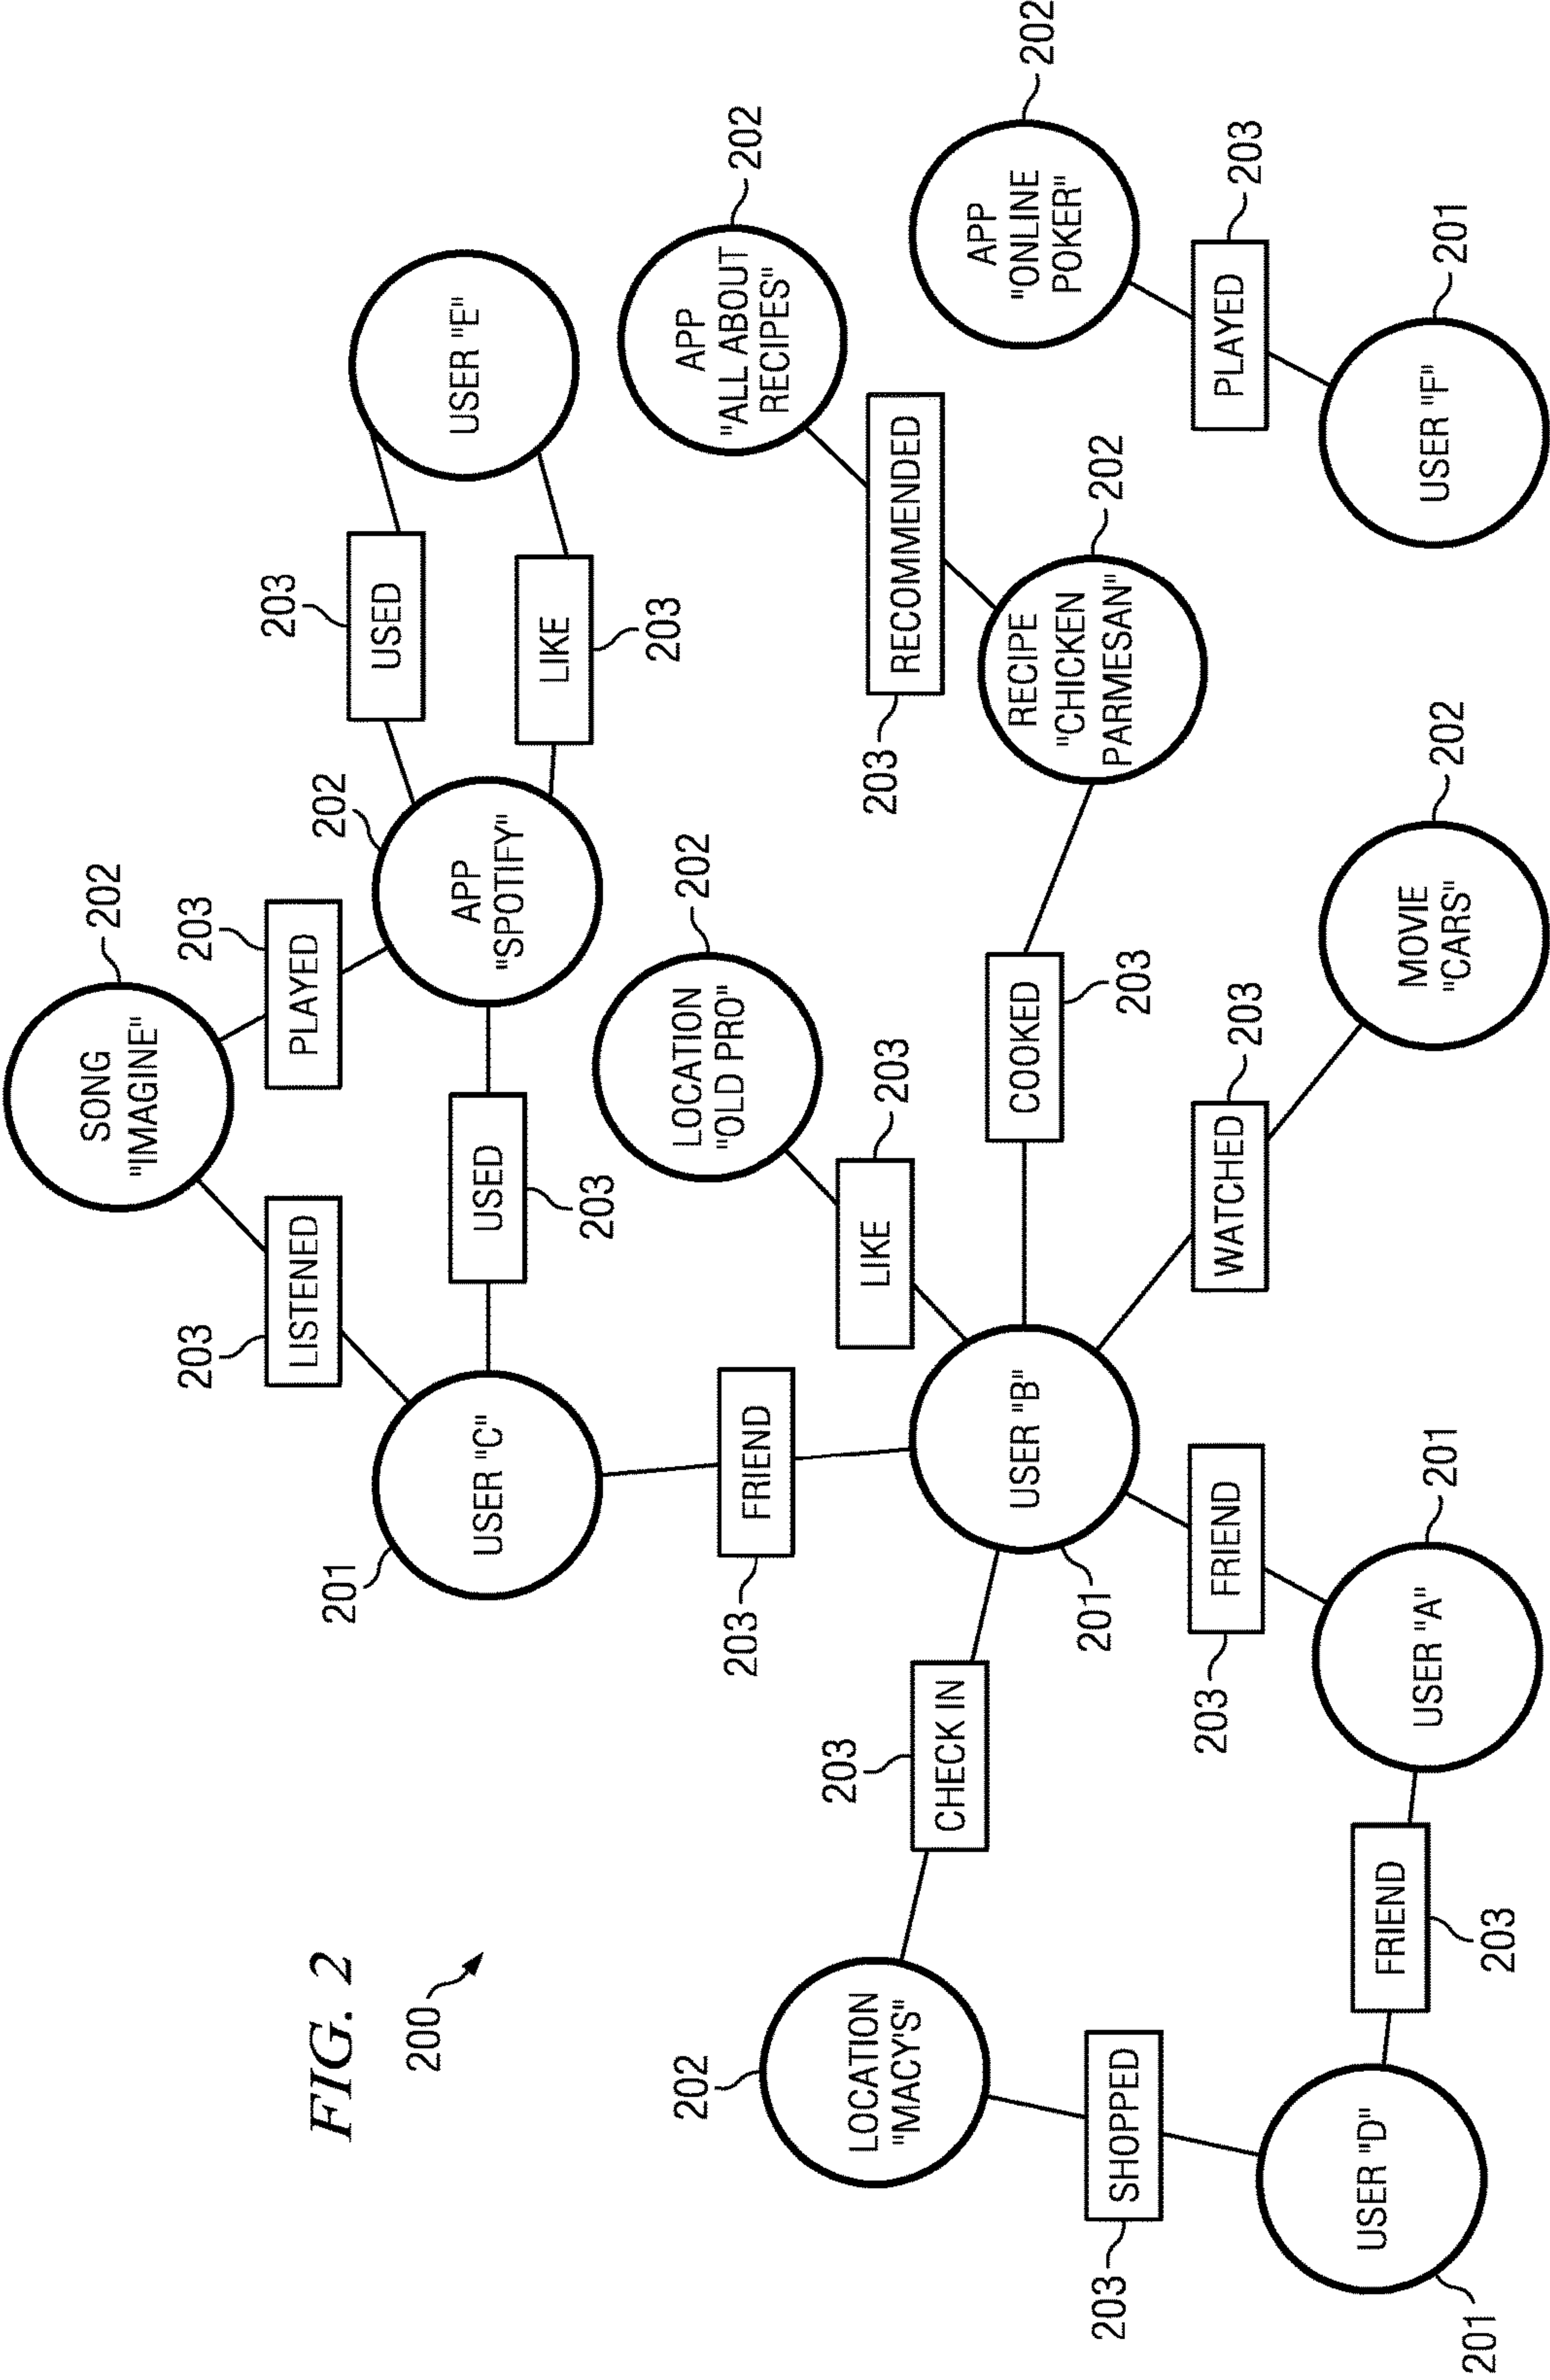 FIG. 2
200
202
SONG
"IMAGINE"
203
LISTENED
203
PLAYED
201
USER "C"
203
USED
202
APP
"SPOTIFY"
203
USED
LIKE
203
USER "E"
203
FRIEND
202
LOCATION
"OLD PRO"
203
LIKE
202
APP
"ALL ABOUT
RECIPES"
203
RECOMMENDED
202
LOCATION
"MACY'S"
203
CHECK IN
USER "B"
201
COOKED
203
202
RECIPE
"CHICKEN
PARMESAN"
202
APP
"ONLINE
POKER"
203
SHOPPED
203
FRIEND
203
WATCHED
203
PLAYED
201
USER "D"
FRIEND
203
201
USER "A"
202
MOVIE
"CARS"
201
USER "F"